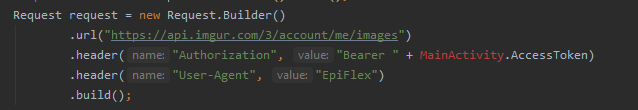 Request request = new Request.Builder()
.url("https://api.imgur.com/3/account/me/images")
.header( name: "Authorization", value: "Bearer " + MainActivity.AccessToken)
.header( name: "User-Agent", value: "EpiFlex")
.build();